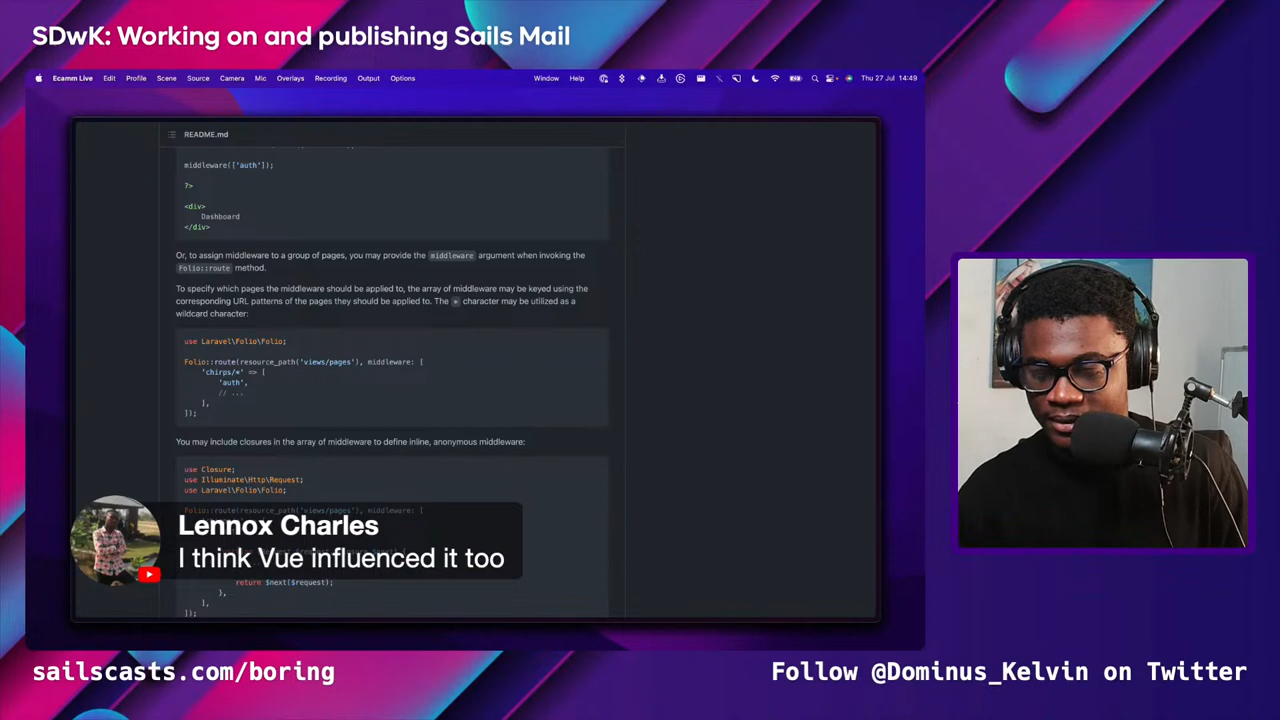 SDwK: Working on and publishing Sails Mail
Ecamm Live Edit Profile Scene Source Camera Mic Overlays Recording Output Options Window Help Thu 27 Jul 14:49
README.md
middleware(['auth']);
?>
<div>
Dashboard
</div>
Or, to assign middleware to a group of pages, you may provide the middleware argument when invoking the
Folio::route method.
To specify which pages the middleware should be applied to, the array of middleware may be keyed using the
corresponding URL patterns of the pages they should be applied to. The * character may be utilized as a
wildcard character:
use Laravel\Folio\Folio;
Folio::route(resource_path('views/pages'), middleware: [
'chirps/*' => [
'auth',
// ...
],
]);
You may include closures in the array of middleware to define inline, anonymous middleware:
use Closure;
use Illuminate\Http\Request;
use Laravel\Folio\Folio;
Folio::route(resource_path('views/pages'), middleware: [
Lennox Charles
I think Vue influenced it too
return $next($request);
},
],
]);
sailscasts.com/boring
Follow @Dominus_Kelvin on Twitter